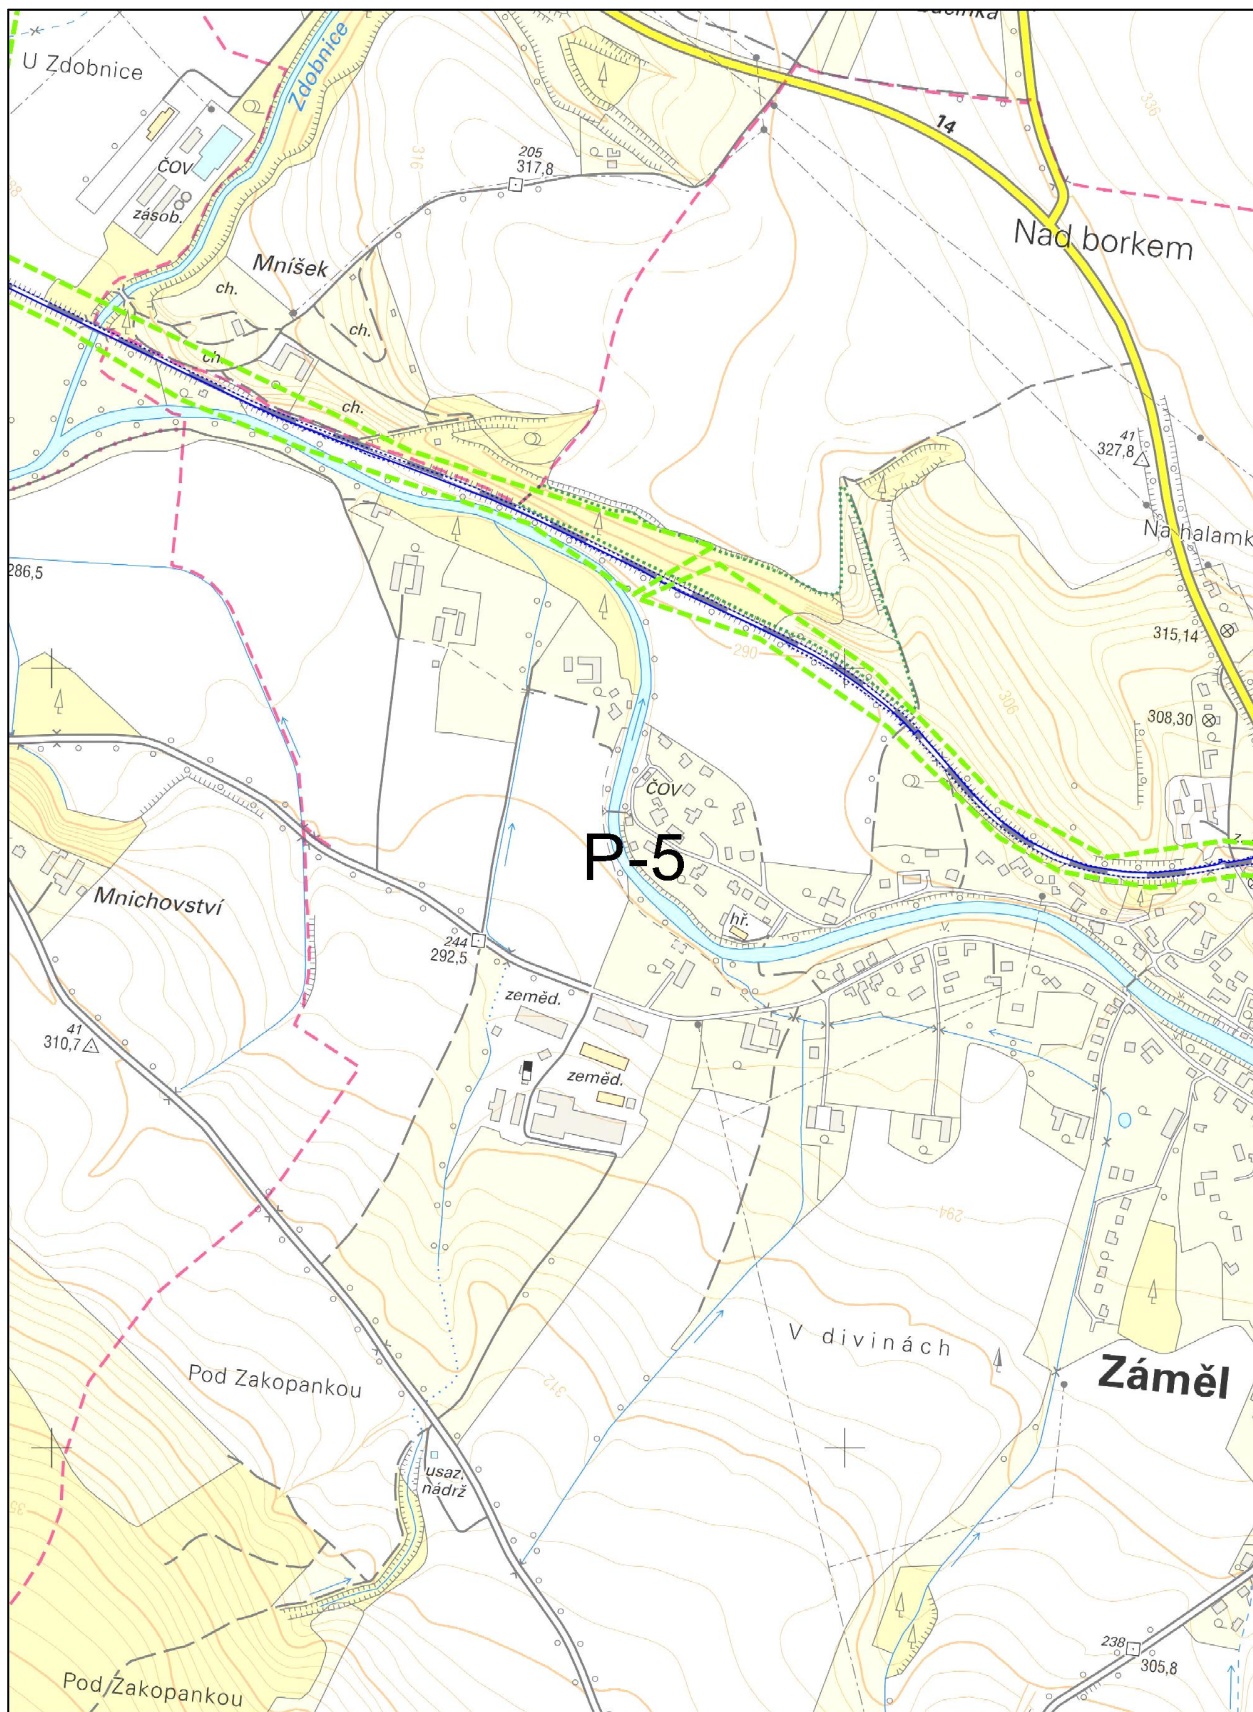 U Zdobnice
Zdobnice
14
336
ČOV
zásob.
205
317,8
316
Nad borkem
Mníšek
ch.
ch.
ch.
ch.
41
327,8
Na halamk
286,5
315,14
290
306
308,30
ČOV
P-5
Mnichovství
hř.
244
292,5
zeměd.
41
310,7
zeměd.
294
V divinách
Záměl
Pod Zakopankou
312
usaz.
nádrž
238
305,8
Pod Zakopankou